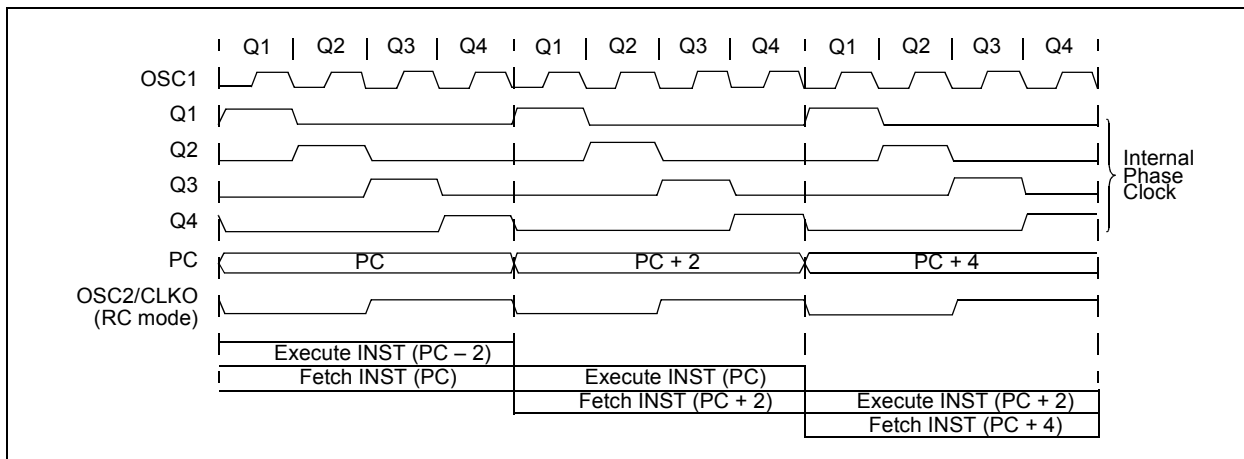 Q1 Q2 Q3 Q4 Q1 Q2 Q3 Q4 Q1 Q2 Q3 Q4
OSC1
Q1
Q2
Q3
Q4
Internal
Phase
Clock
PC
PC
PC + 2
PC + 4
OSC2/CLKO
(RC mode)
Execute INST (PC – 2)
Fetch INST (PC)
Execute INST (PC)
Fetch INST (PC + 2)
Execute INST (PC + 2)
Fetch INST (PC + 4)